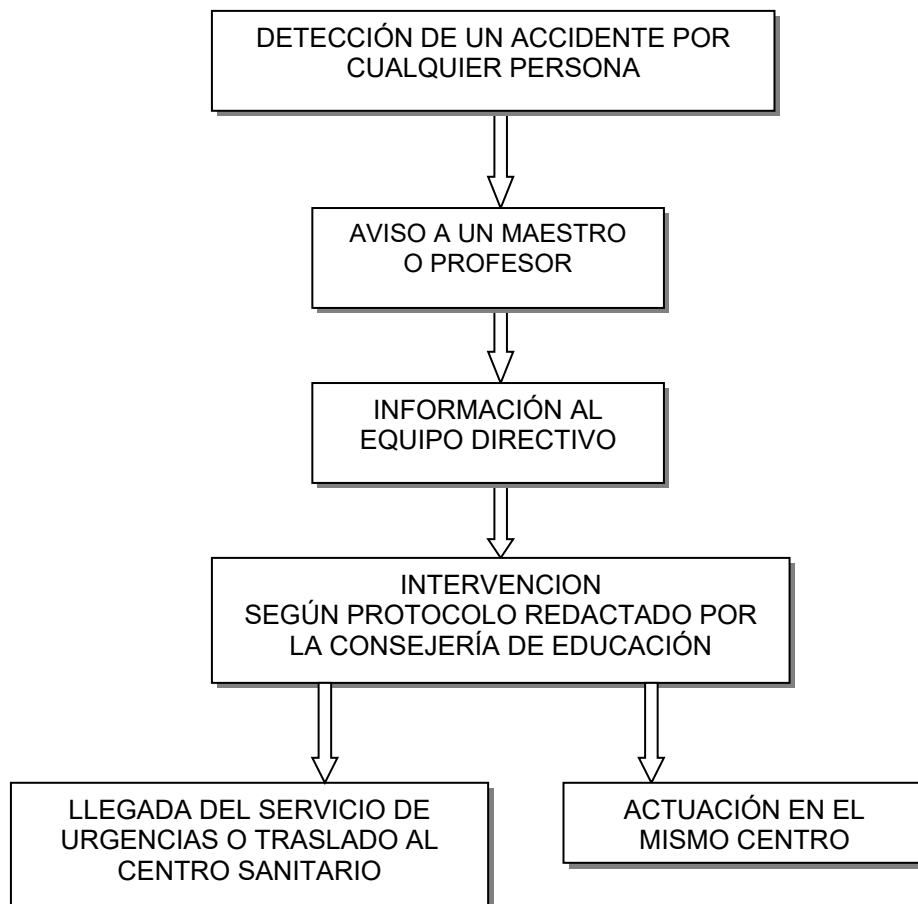 DETECCIÓN DE UN ACCIDENTE POR
CUALQUIER PERSONA
AVISO A UN MAESTRO
O PROFESOR
INFORMACIÓN AL
EQUIPO DIRECTIVO
INTERVENCION
SEGÚN PROTOCOLO REDACTADO POR
LA CONSEJERÍA DE EDUCACIÓN
LLEGADA DEL SERVICIO DE
URGENCIAS O TRASLADO AL
CENTRO SANITARIO
ACTUACIÓN EN EL
MISMO CENTRO